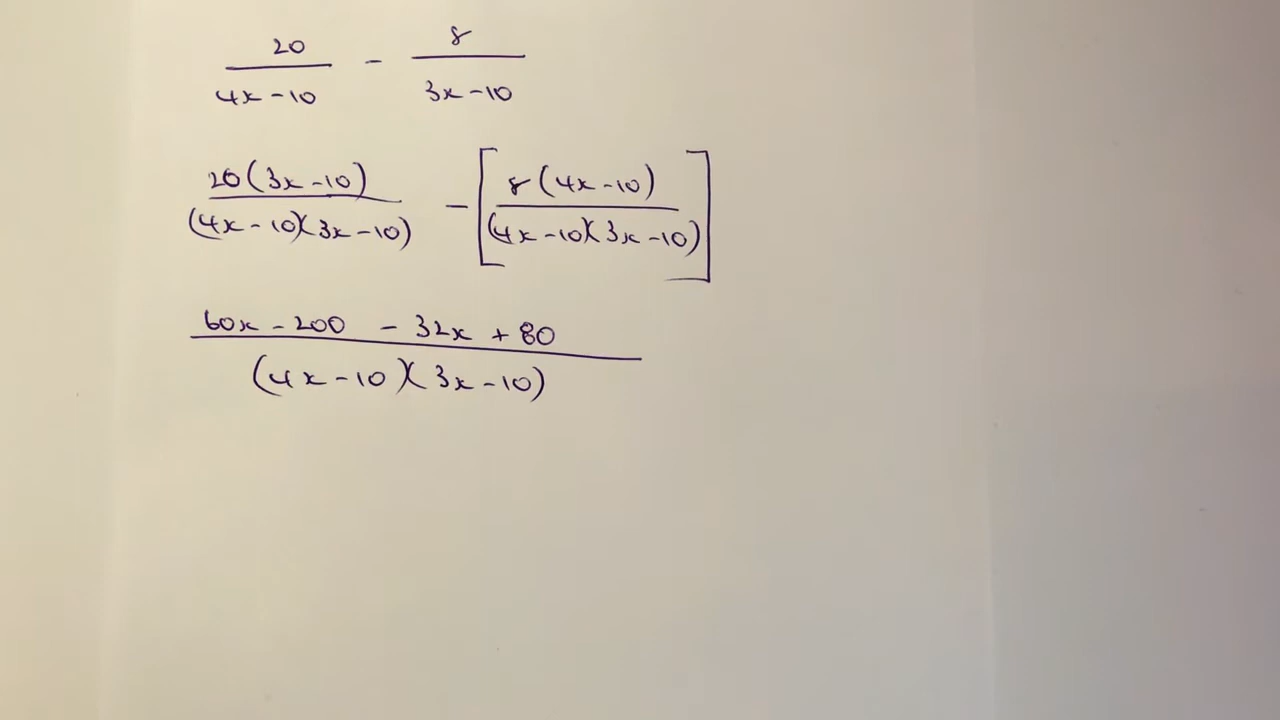 20/(4x-10) - 8/(3x-10)
20(3x-10)/(4x-10)(3x-10) - [8(4x-10)/(4x-10)(3x-10)]
60x-200 - 32x + 80/(4x-10)(3x-10)